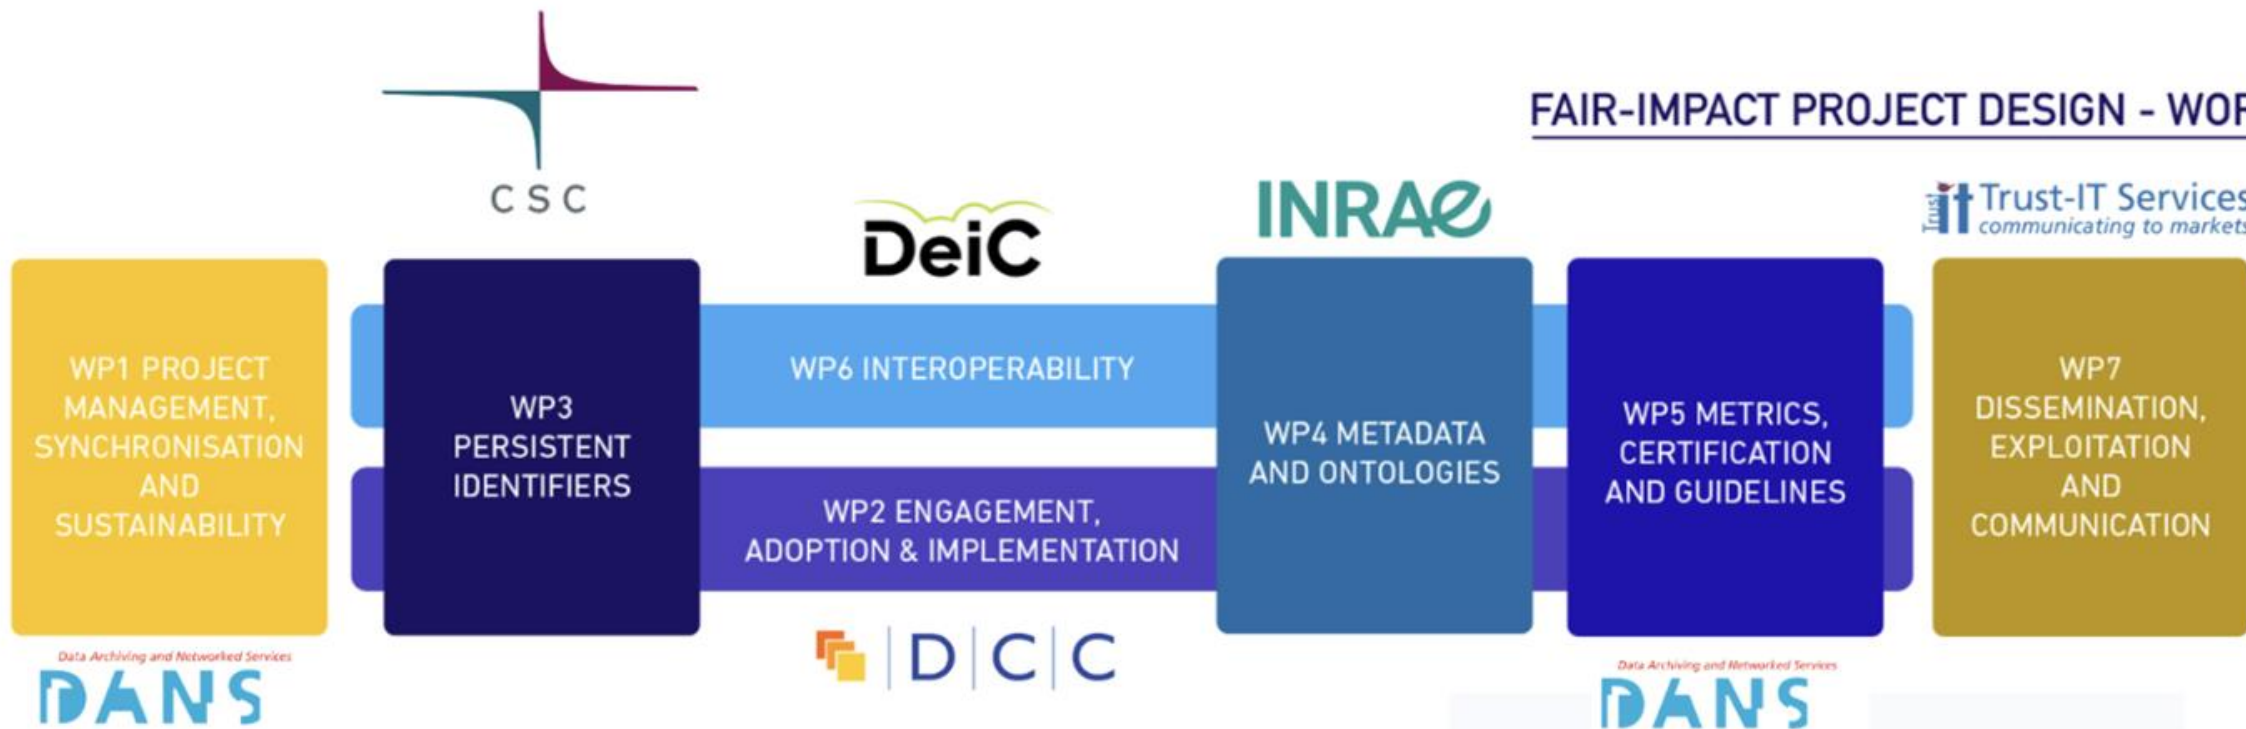 CSC
FAIR-IMPACT PROJECT DESIGN - WOR
DeiC
INRAE
Trust
it Trust-IT Services
communicating to markets
WP1 PROJECT
MANAGEMENT,
SYNCHRONISATION
AND
SUSTAINABILITY
WP3
PERSISTENT
IDENTIFIERS
WP6 INTEROPERABILITY
WP2 ENGAGEMENT,
ADOPTION & IMPLEMENTATION
WP4 METADATA
AND ONTOLOGIES
WP5 METRICS,
CERTIFICATION
AND GUIDELINES
WP7
DISSEMINATION,
EXPLOITATION
AND
COMMUNICATION
Data Archiving and Networked Services
DANS
D|C|C
Data Archiving and Networked Services
DANS